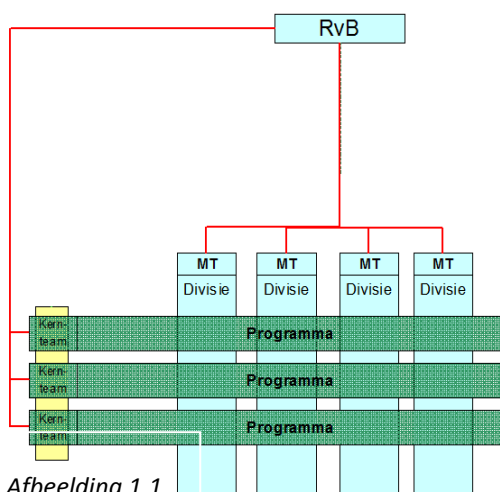 RvB
MT MT MT MT
Divisie Divisie Divisie Divisie
Kern-
team
Programma
Kern-
team
Programma
Kern-
team
Programma
Afbeelding 1.1